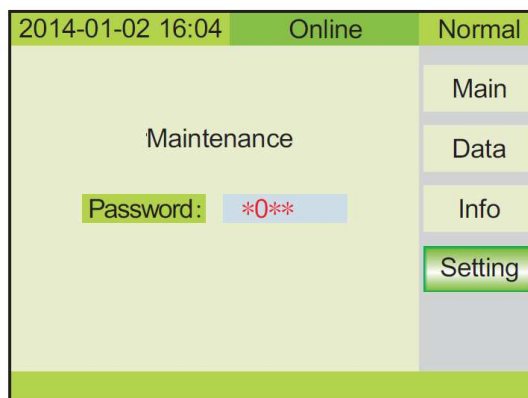 2014-01-02 16:04 Online Normal
Main
Maintenance
Data
Password: *0**
Info
Setting